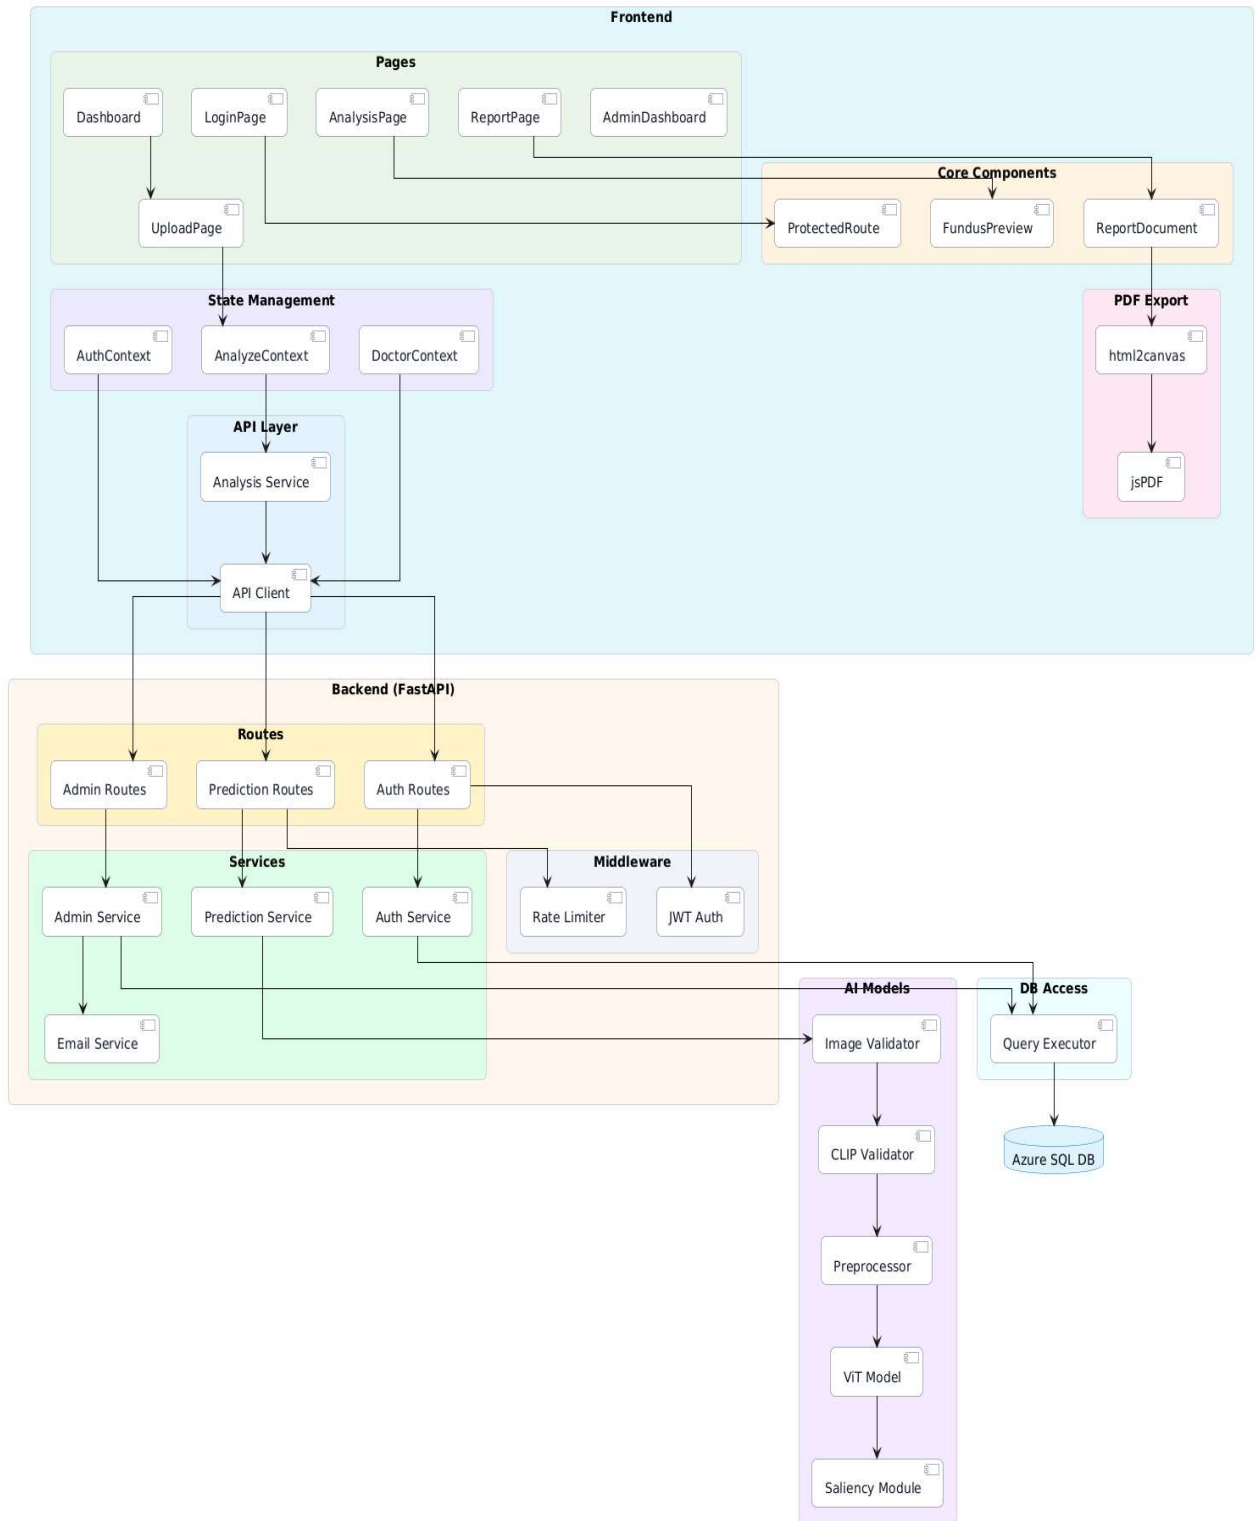 Frontend
Pages
Dashboard
LoginPage
AnalysisPage
ReportPage
AdminDashboard
Core Components
UploadPage
ProtectedRoute
FundusPreview
ReportDocument
State Management
PDF Export
AuthContext
AnalyzeContext
DoctorContext
html2canvas
API Layer
Analysis Service
jsPDF
API Client
Backend (FastAPI)
Routes
Admin Routes
Prediction Routes
Auth Routes
Services
Middleware
Admin Service
Prediction Service
Auth Service
Rate Limiter
JWT Auth
AI Models
DB Access
Email Service
Image Validator
Query Executor
CLIP Validator
Azure SQL DB
Preprocessor
ViT Model
Saliency Module